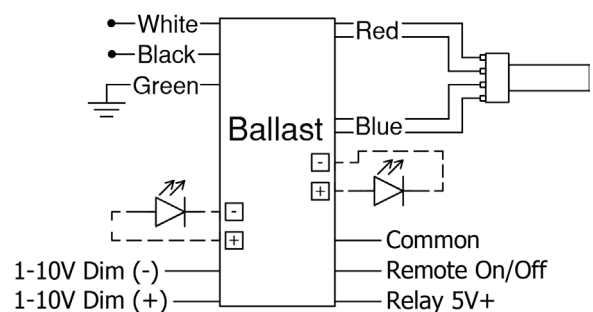 White
Red
Black
Green
Ballast
Blue
-
+
-
+
Common
1-10V Dim (-)
Remote On/Off
1-10V Dim (+)
Relay 5V+